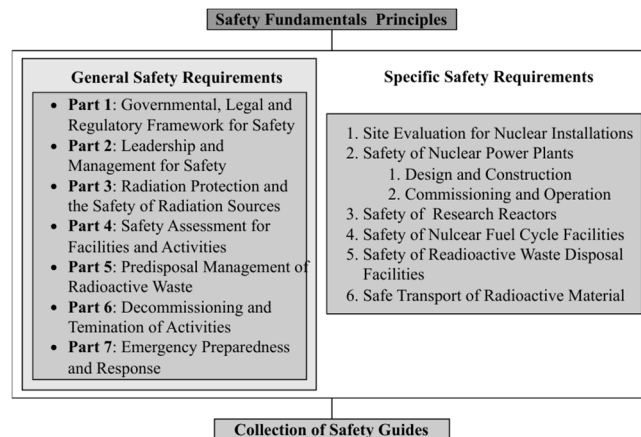 Safety Fundamentals Principles
General Safety Requirements
• Part 1: Governmental, Legal and
Regulatory Framework for Safety
• Part 2: Leadership and
Management for Safety
• Part 3: Radiation Protection and
the Safety of Radiation Sources
• Part 4: Safety Assessment for
Facilities and Activities
• Part 5: Predisposal Management of
Radioactive Waste
• Part 6: Decommissioning and
Temination of Activities
• Part 7: Emergency Preparedness
and Response
Specific Safety Requirements
1. Site Evaluation for Nuclear Installations
2. Safety of Nuclear Power Plants
1. Design and Construction
2. Commissioning and Operation
3. Safety of Research Reactors
4. Safety of Nulcear Fuel Cycle Facilities
5. Safety of Readioactive Waste Disposal
Facilities
6. Safe Transport of Radioactive Material
Collection of Safety Guides